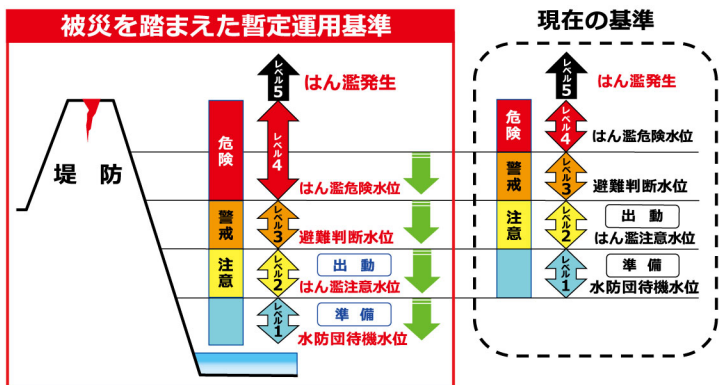 被災を踏まえた暫定運用基準
堤防
危険
警戒
注意
レベル5
はん濫発生
レベル4
はん濫危険水位
レベル3
避難判断水位
レベル2
出動
はん濫注意水位
レベル1
準備
水防団待機水位
現在の基準
危険
警戒
注意
レベル5
はん濫発生
レベル4
はん濫危険水位
レベル3
避難判断水位
レベル2
出動
はん濫注意水位
レベル1
準備
水防団待機水位